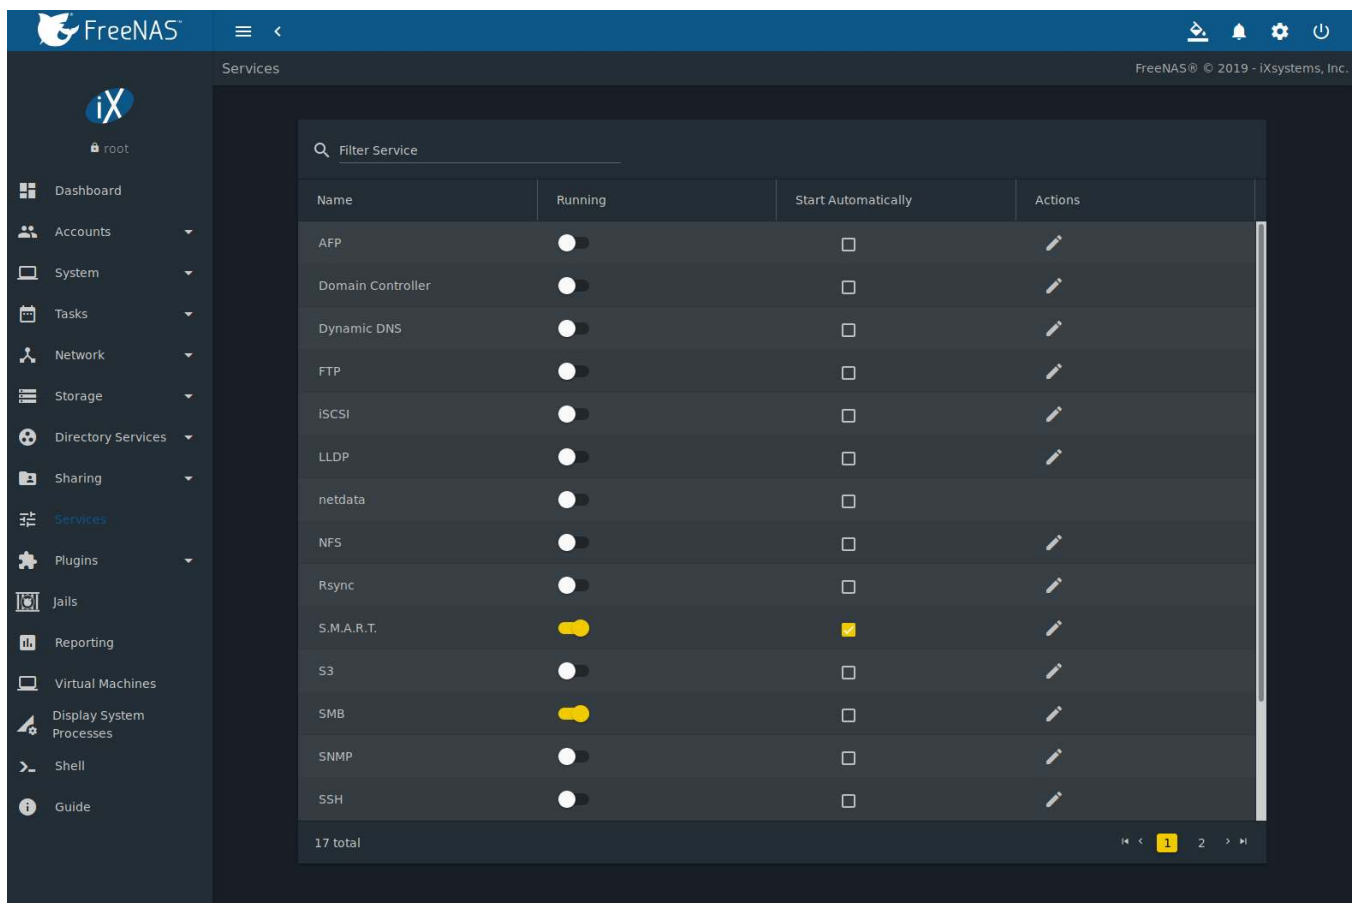 FreeNAS™
Services
FreeNAS® © 2019 - iXsystems, Inc.
iX
root
Dashboard
Accounts
System
Tasks
Network
Storage
Directory Services
Sharing
Services
Plugins
Jails
Reporting
Virtual Machines
Display System
Processes
Shell
Guide
Filter Service
Name Running Start Automatically Actions
AFP
Domain Controller
Dynamic DNS
FTP
iSCSI
LLDP
netdata
NFS
Rsync
S.M.A.R.T.
S3
SMB
SNMP
SSH
17 total
1 2